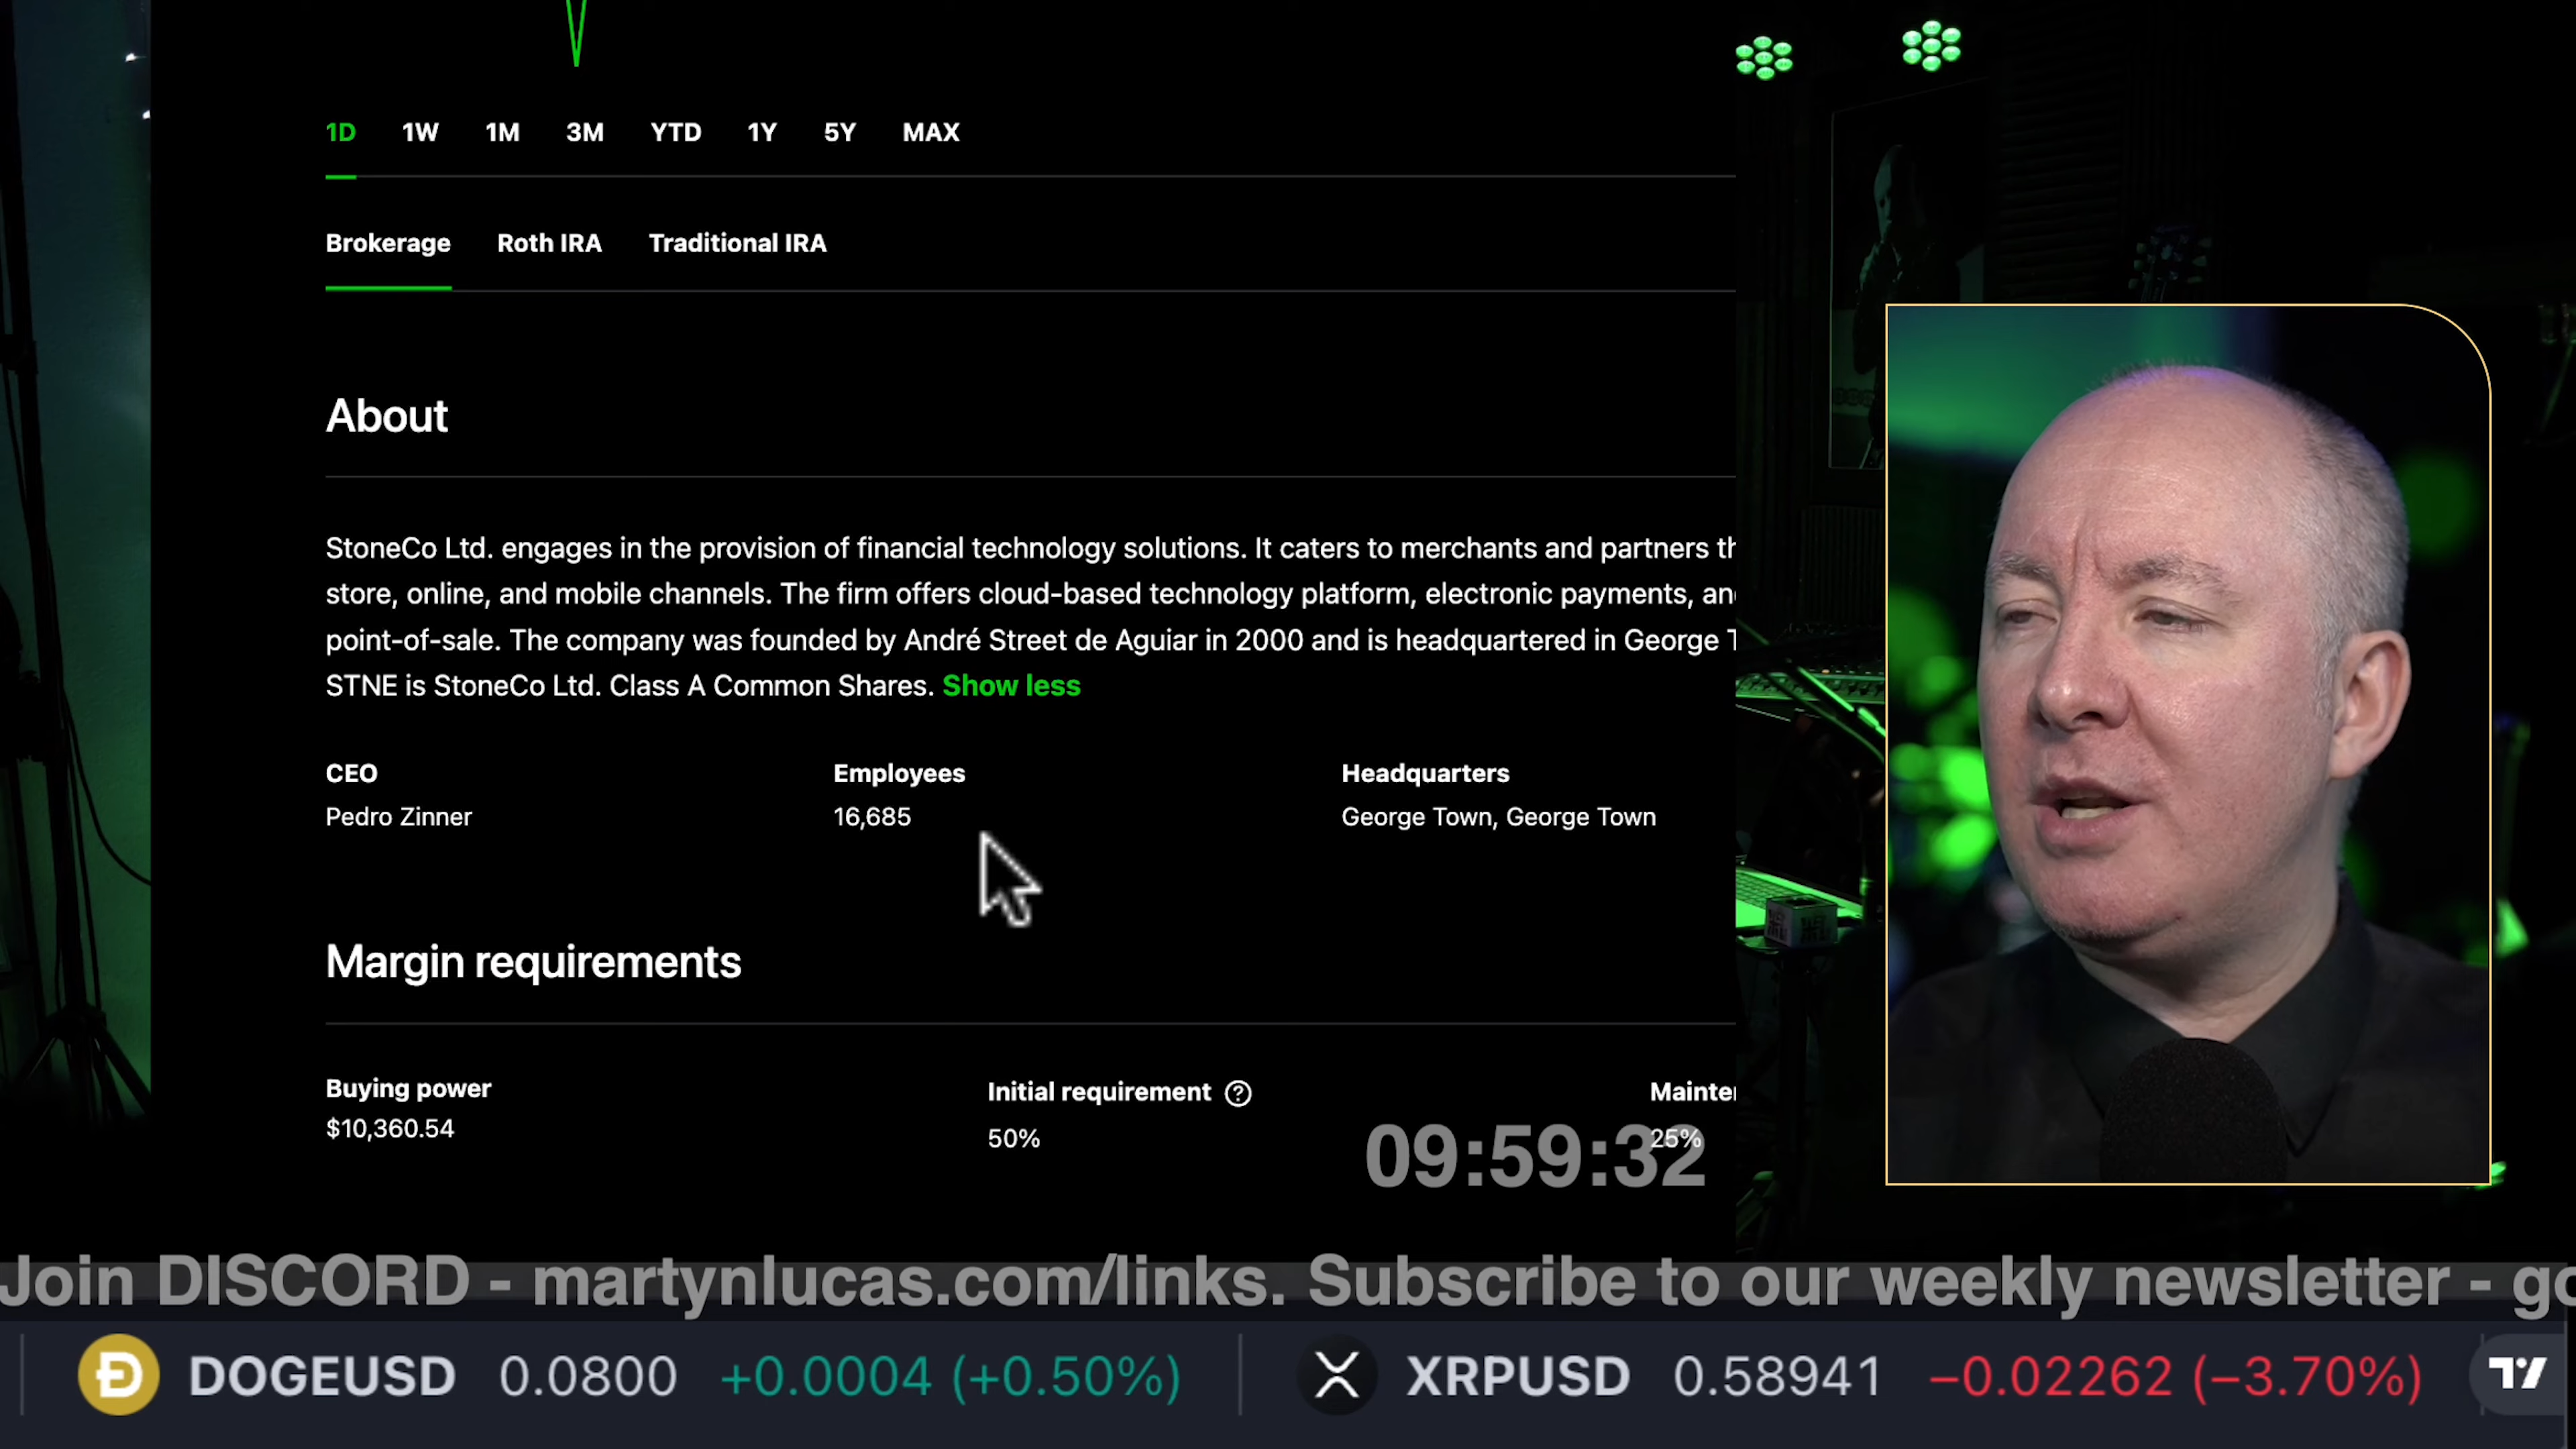 1D 1W 1M 3M YTD 1Y 5Y MAX
Brokerage Roth IRA Traditional IRA
About
StoneCo Ltd. engages in the provision of financial technology solutions. It caters to merchants and partners
store, online, and mobile channels. The firm offers cloud-based technology platform, electronic payments,
point-of-sale. The company was founded by André Street de Aguiar in 2000 and is headquartered in George
STNE is StoneCo Ltd. Class A Common Shares. Show less
CEO Employees Headquarters
Pedro Zinner 16,685 George Town, George Town
Margin requirements
Buying power Initial requirement
$10,360.54 50% 25%
09:59:32
Join DISCORD - martynlucas.com/links. Subscribe to our weekly newsletter -
DOGEUSD 0.0800 +0.0004 (+0.50%) XRPUSD 0.58941 −0.02262 (−3.70%)